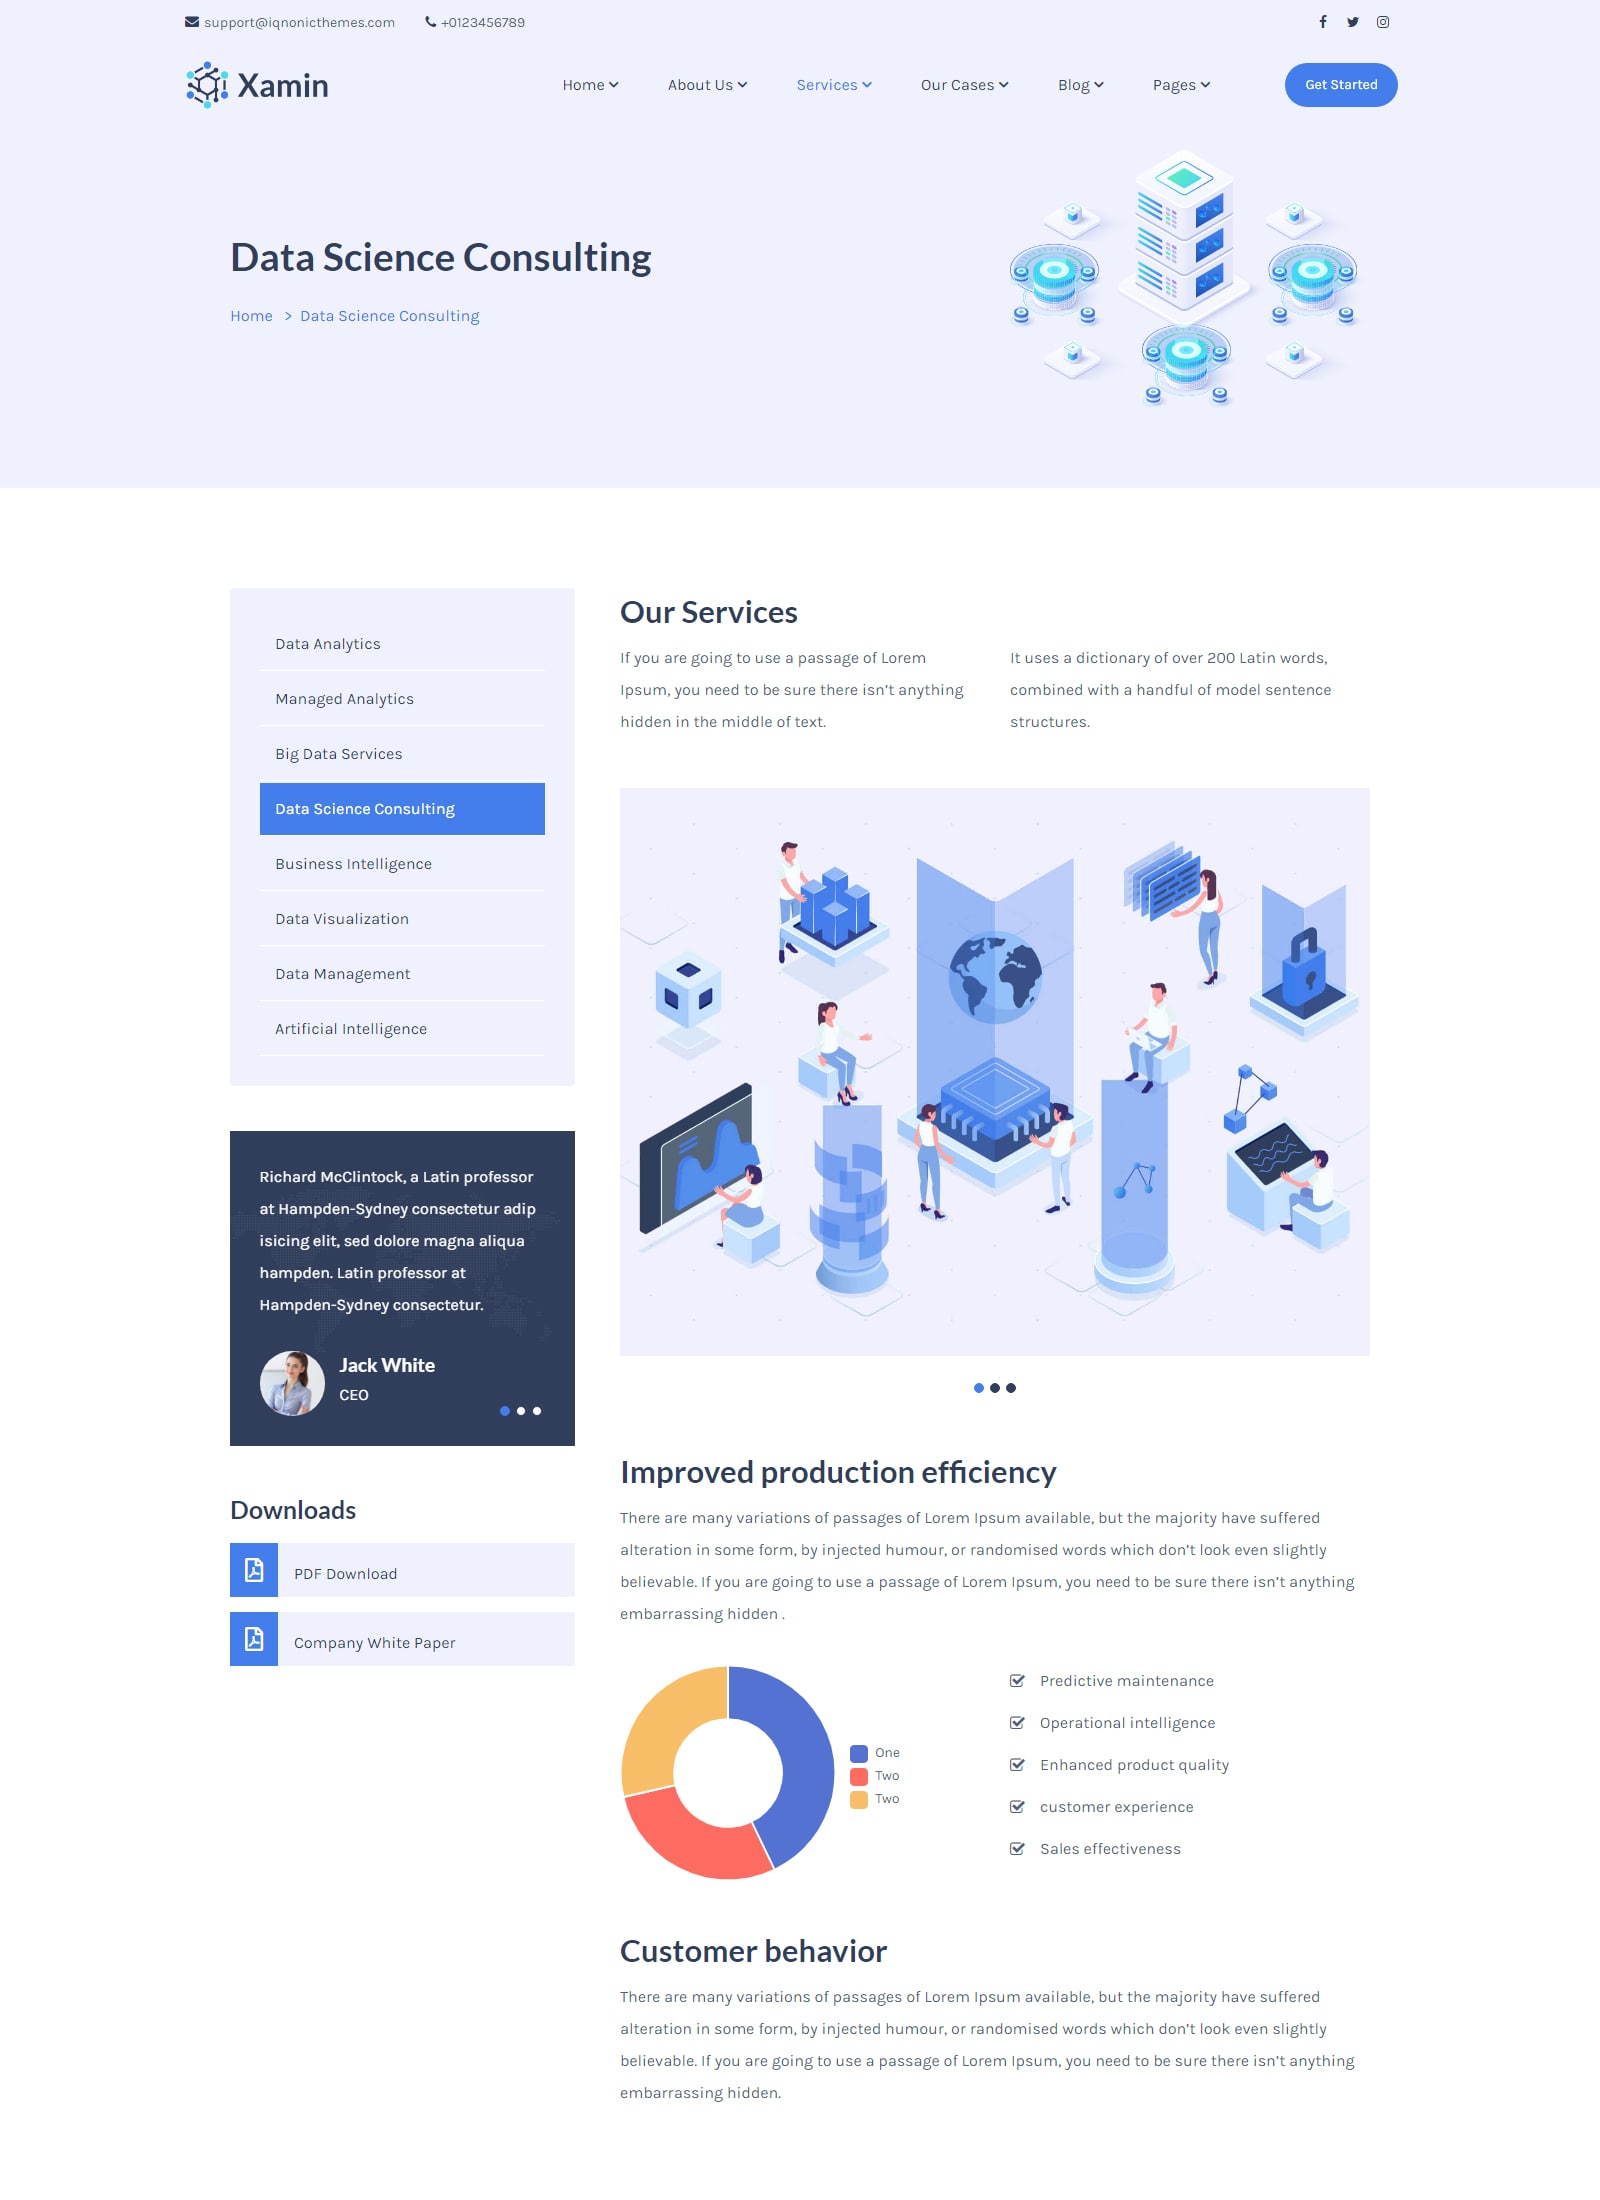 support@iqnonicthemes.com +0123456789
Xamin
Home About Us Services Our Cases Blog Pages Get Started
Data Science Consulting
Home > Data Science Consulting
Data Analytics
Managed Analytics
Big Data Services
Data Science Consulting
Business Intelligence
Data Visualization
Data Management
Artificial Intelligence
Richard McClintock, a Latin professor
at Hampden-Sydney consectetur adip
isicing elit, sed dolore magna aliqua
hampden. Latin professor at
Hampden-Sydney consectetur.
Jack White
CEO
Downloads
PDF Download
Company White Paper
Our Services
If you are going to use a passage of Lorem
Ipsum, you need to be sure there isn't anything
hidden in the middle of text.
It uses a dictionary of over 200 Latin words,
combined with a handful of model sentence
structures.
Improved production efficiency
There are many variations of passages of Lorem Ipsum available, but the majority have suffered
alteration in some form, by injected humour, or randomised words which don't look even slightly
believable. If you are going to use a passage of Lorem Ipsum, you need to be sure there isn't anything
embarrassing hidden .
One
Two
Two
Predictive maintenance
Operational intelligence
Enhanced product quality
customer experience
Sales effectiveness
Customer behavior
There are many variations of passages of Lorem Ipsum available, but the majority have suffered
alteration in some form, by injected humour, or randomised words which don't look even slightly
believable. If you are going to use a passage of Lorem Ipsum, you need to be sure there isn't anything
embarrassing hidden.